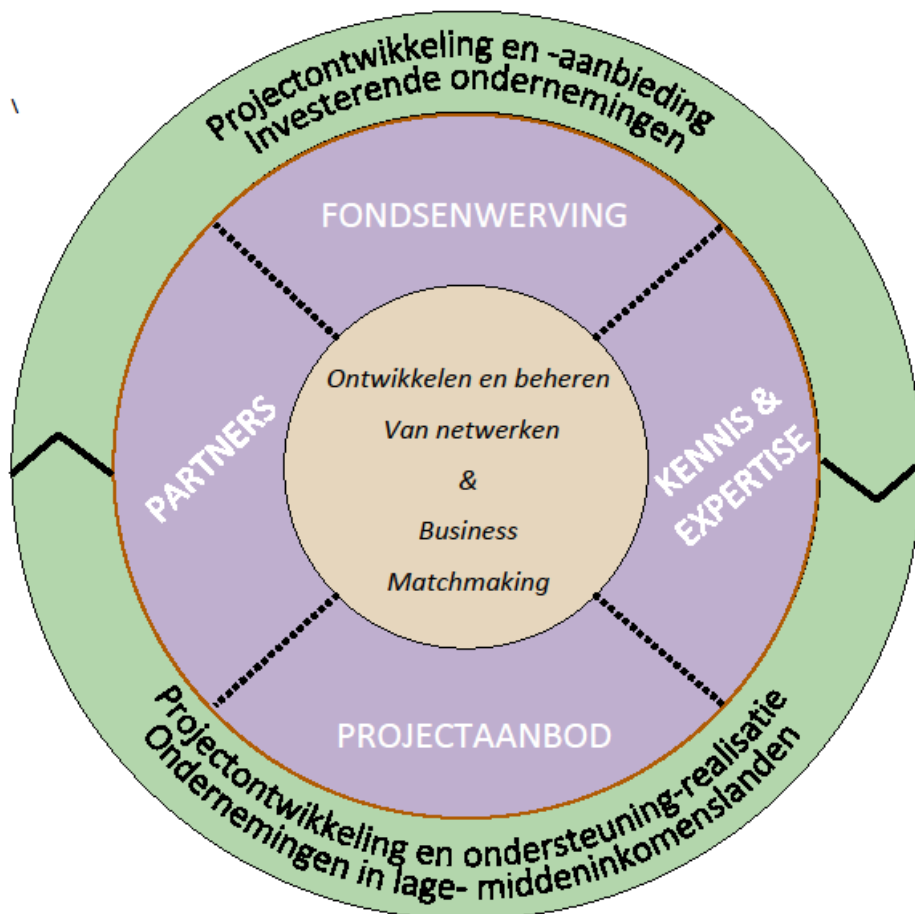 Projectontwikkeling en -aanbieding
Investerende ondernemingen
FONDSENWERVING
PARTNERS
Ontwikkelen en beheren
Van netwerken
&
Business
Matchmaking
KENNIS &
EXPERTISE
PROJECTAANBOD
Projectontwikkeling en ondersteuning-realisatie
Ondernemingen in lage- middeninkomenslanden